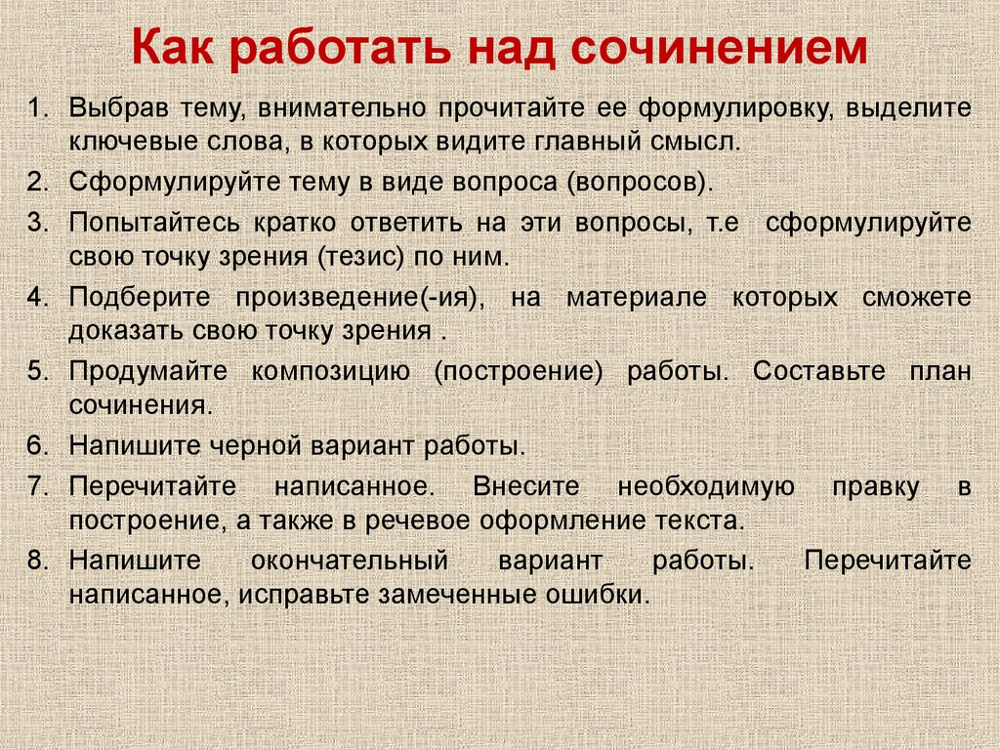 Как работать над сочинением
1. Выбрав тему, внимательно прочитайте ее формулировку, выделите
ключевые слова, в которых видите главный смысл.
2. Сформулируйте тему в виде вопроса (вопросов).
3. Попытайтесь кратко ответить на эти вопросы, т.е сформулируйте
свою точку зрения (тезис) по ним.
4. Подберите произведение(-ия), на материале которых сможете
доказать свою точку зрения .
5. Продумайте композицию (построение) работы. Составьте план
сочинения.
6. Напишите черной вариант работы.
7. Перечитайте написанное. Внесите необходимую правку в
построение, а также в речевое оформление текста.
8. Напишите окончательный вариант работы. Перечитайте
написанное, исправьте замеченные ошибки.